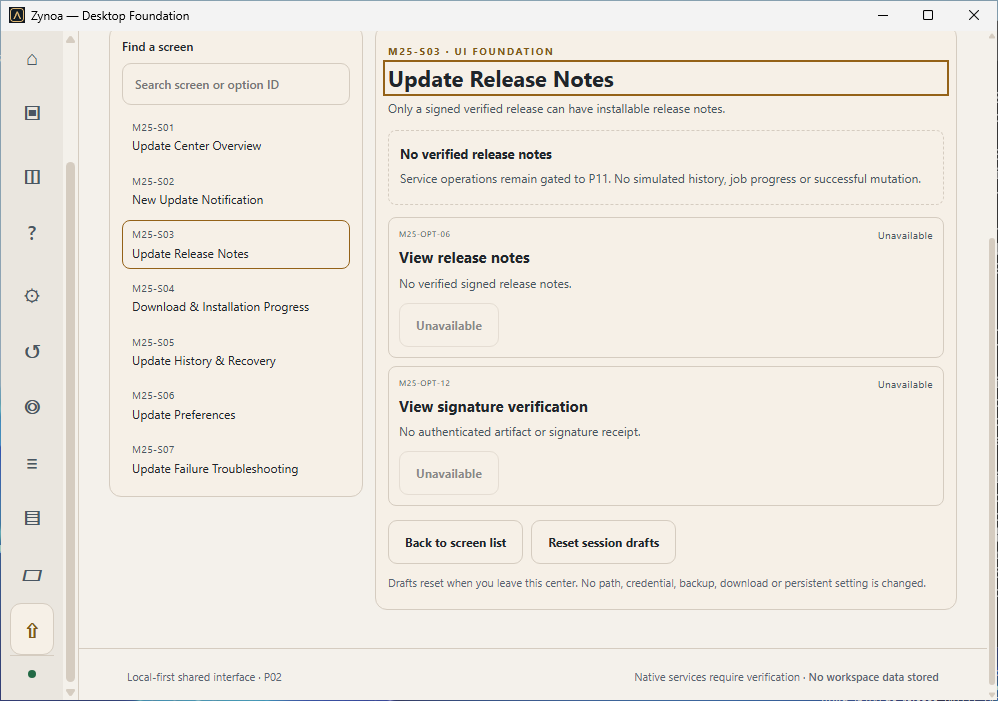 Zynoa — Desktop Foundation
Find a screen
Search screen or option ID
M25-S01
Update Center Overview
M25-S02
New Update Notification
M25-S03
Update Release Notes
M25-S04
Download & Installation Progress
M25-S05
Update History & Recovery
M25-S06
Update Preferences
M25-S07
Update Failure Troubleshooting
M25-S03 · UI FOUNDATION
Update Release Notes
Only a signed verified release can have installable release notes.
No verified release notes
Service operations remain gated to P11. No simulated history, job progress or successful mutation.
M25-OPT-06
Unavailable
View release notes
No verified signed release notes.
Unavailable
M25-OPT-12
Unavailable
View signature verification
No authenticated artifact or signature receipt.
Unavailable
Back to screen list
Reset session drafts
Drafts reset when you leave this center. No path, credential, backup, download or persistent setting is changed.
Local-first shared interface · P02
Native services require verification · No workspace data stored